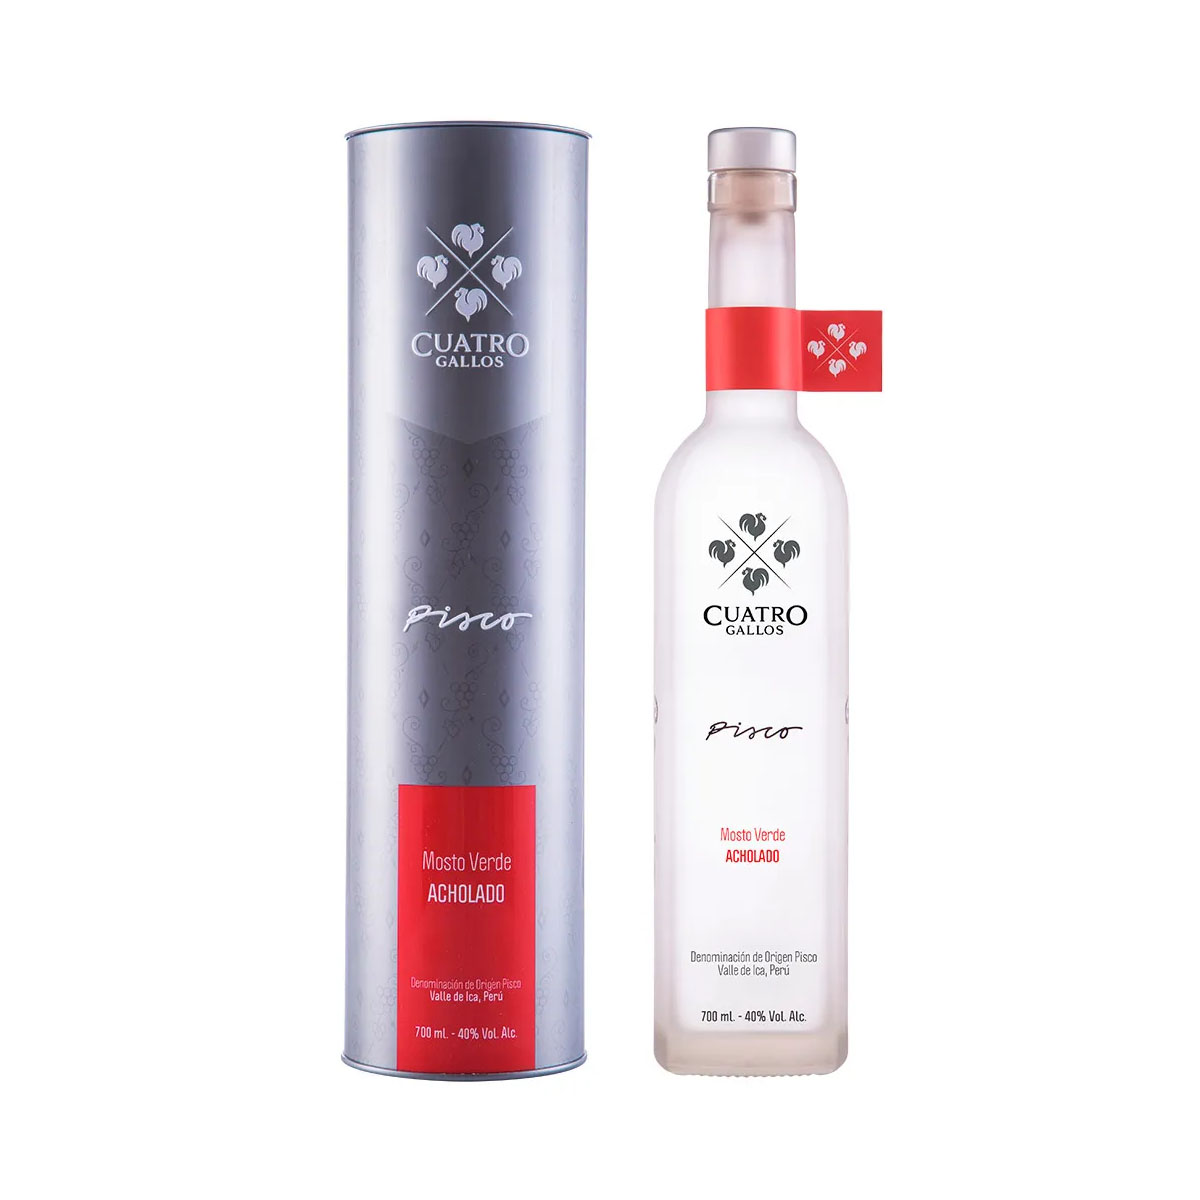 CUATRO
GALLOS
Pisco
Mosto Verde
ACHOLADO
Denominación de Origen Pisco
Valle de Ica, Perú
700 ml. - 40% Vol. Alc.
CUATRO
GALLOS
Pisco
Mosto Verde
ACHOLADO
Denominación de Origen Pisco
Valle de Ica, Perú
700 ml. - 40% Vol. Alc.